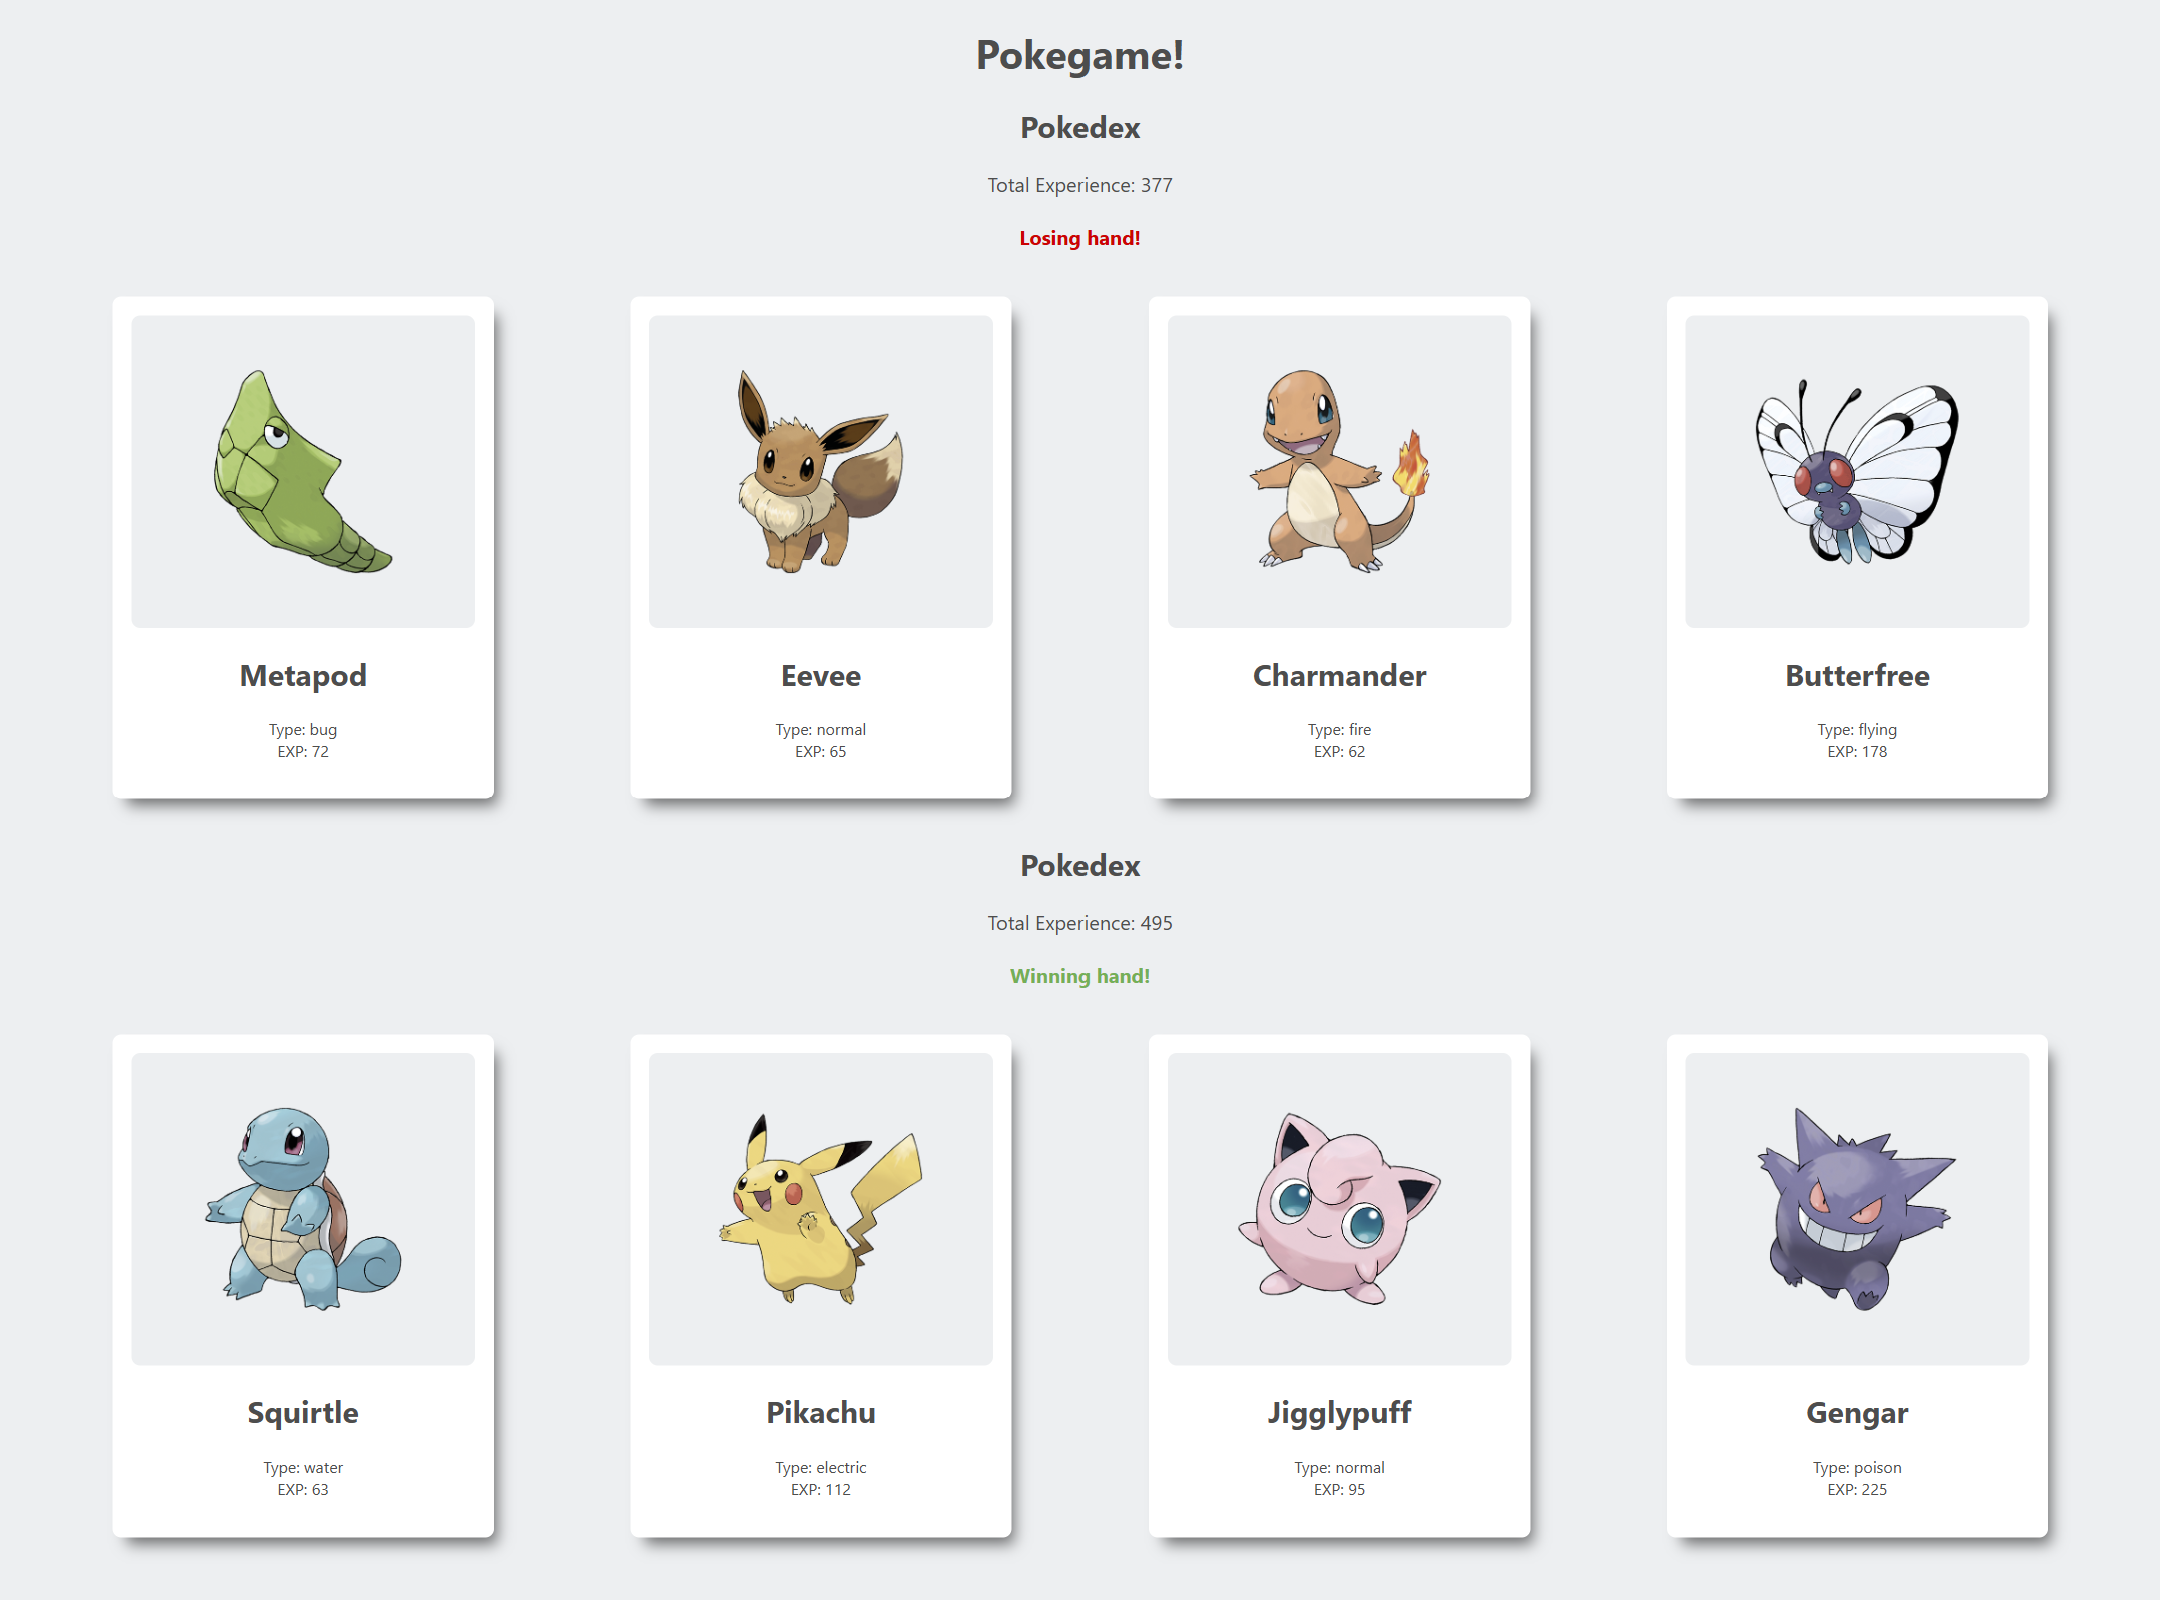 Pokegame!
Pokedex
Total Experience: 377
Losing hand!
Metapod
Type: bug
EXP: 72
Eevee
Type: normal
EXP: 65
Charmander
Type: fire
EXP: 62
Butterfree
Type: flying
EXP: 178
Pokedex
Total Experience: 495
Winning hand!
Squirtle
Type: water
EXP: 63
Pikachu
Type: electric
EXP: 112
Jigglypuff
Type: normal
EXP: 95
Gengar
Type: poison
EXP: 225